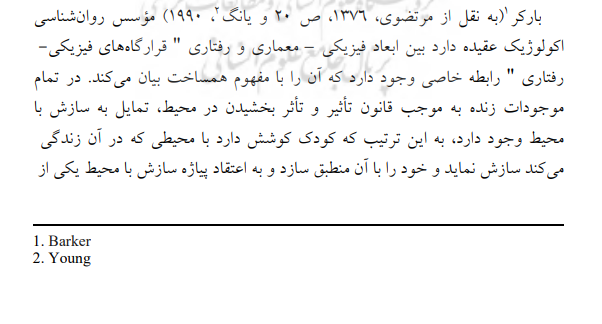 بارکر۱(به نقل از مرتضوی، ۱۳۷۶، ص ۲۰ و یانگ۲، ۱۹۹۰) مؤسس روان‌شناسی
اکولوژیک عقیده دارد بین ابعاد فیزیکی – معماری و رفتاری " قرارگاه‌های فیزیکی-
رفتاری " رابطه خاصی وجود دارد که آن را با مفهوم همساخت بیان می‌کند. در تمام
موجودات زنده به موجب قانون تأثیر و تأثر بخشیدن در محیط، تمایل به سازش با
محیط وجود دارد، به این ترتیب که کودک کوشش دارد با محیطی که در آن زندگی
می‌کند سازش نماید و خود را با آن منطبق سازد و به اعتقاد پیاژه سازش با محیط یکی از
1. Barker
2. Young